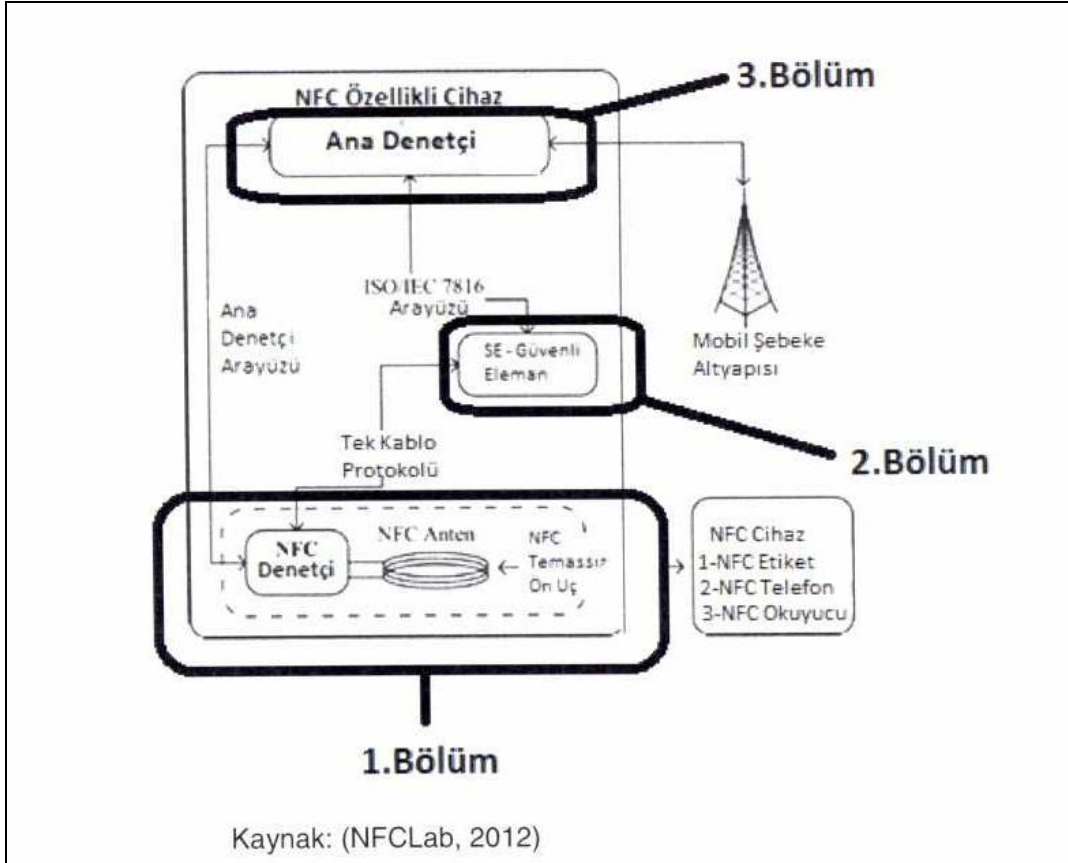 3.Bölüm
NFC Özellikli Cihaz
Ana Denetçi
ISO/IEC 7816
Arayüzü
Ana
Denetçi
Arayüzü
SE - Güvenli
Eleman
Mobil Şebeke
Altyapısı
Tek Kablo
Protokolü
2.Bölüm
NFC
Denetçi
NFC Anten
NFC
Temassız
Ön Uç
NFC Cihaz
1-NFC Etiket
2-NFC Telefon
3-NFC Okuyucu
1.Bölüm
Kaynak: (NFCLab, 2012)